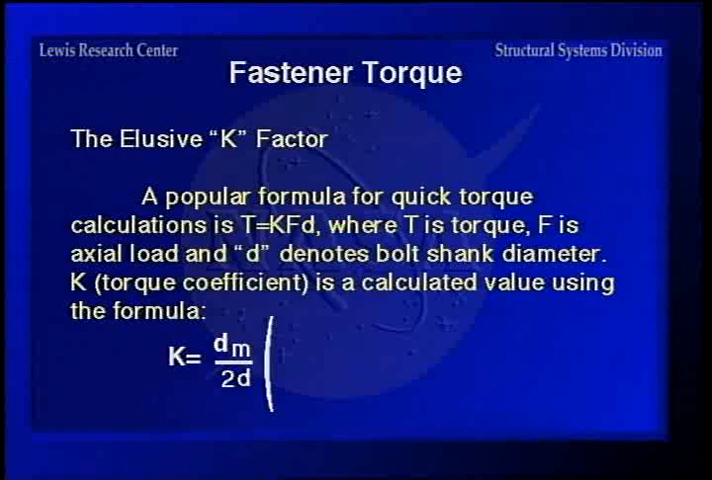 Lewis Research Center
Structural Systems Division
Fastener Torque
The Elusive “K” Factor
A popular formula for quick torque
calculations is T=KFd, where T is torque, F is
axial load and “d” denotes bolt shank diameter.
K (torque coefficient) is a calculated value using
the formula:
K= dm/2d (